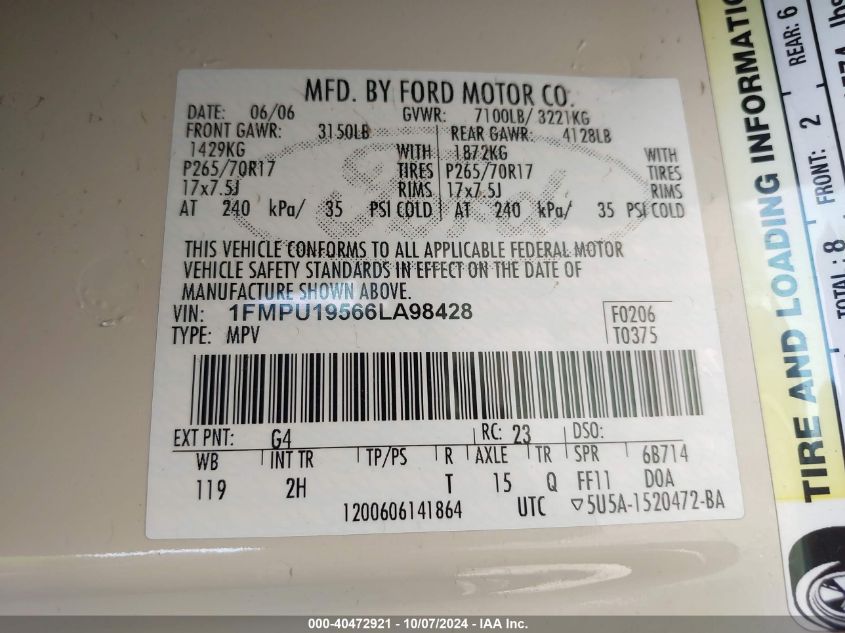 MFD. BY FORD MOTOR CO.
DATE: 06/06 GVWR: 7100LB/ 3221KG
FRONT GAWR: 3150LB REAR GAWR: 4128LB
1429KG WITH 1872KG WITH
P265/70R17 TIRES P265/70R17 TIRES
17x7.5J RIMS 17x7.5J RIMS
AT 240 kPa/ 35 PSI COLD AT 240 kPa/ 35 PSI COLD
Ford
THIS VEHICLE CONFORMS TO ALL APPLICABLE FEDERAL MOTOR
VEHICLE SAFETY STANDARDS IN EFFECT ON THE DATE OF
MANUFACTURE SHOWN ABOVE.
VIN: 1FMPU19566LA98428 F0206
TYPE: MPV T0375
EXT PNT: G4 RC: 23 DSO:
WB INT TR TP/PS R AXLE TR SPR 6B714
119 2H T 15 Q FF11 DOA
1200606141864 UTC ▽5U5A-1520472-BA
TIRE AND LOADING INFORMATIO
TOTAL: 8 FRONT: 2 REAR: 6
lbs
000-40472921 - 10/07/2024 - IAA Inc.